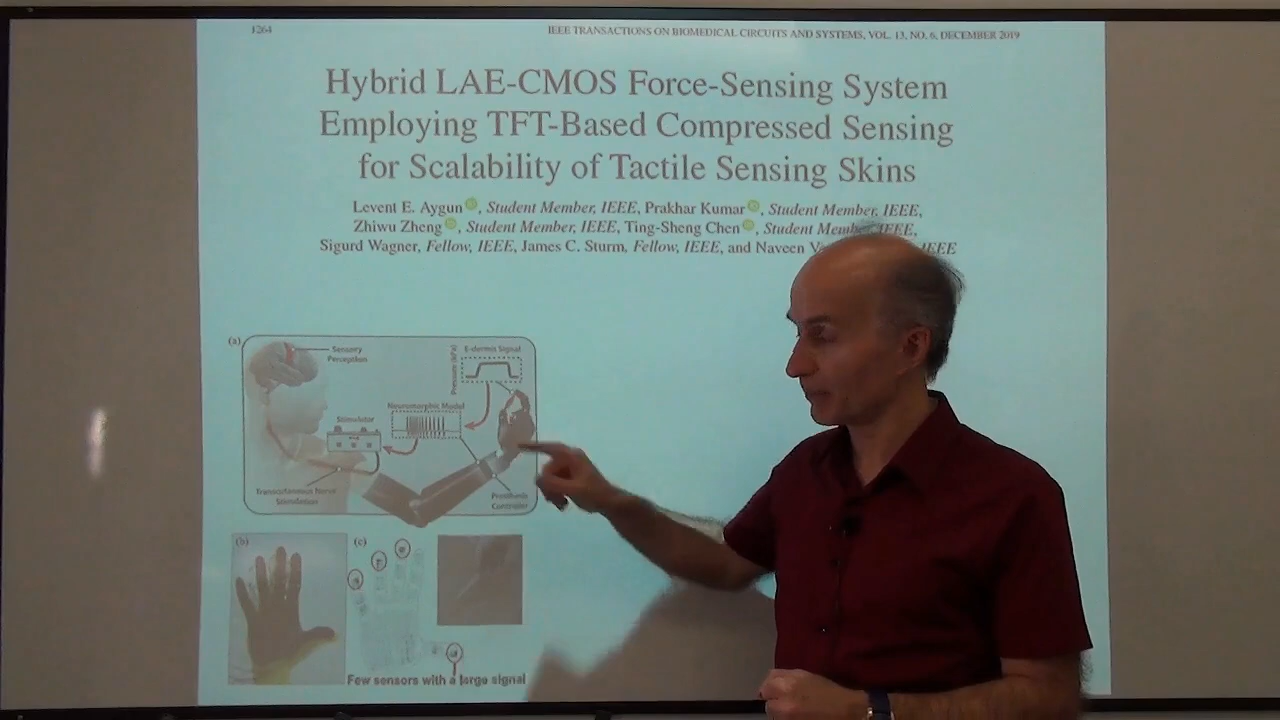 1264
IEEE TRANSACTIONS ON BIOMEDICAL CIRCUITS AND SYSTEMS, VOL. 13, NO. 6, DECEMBER 2019
Hybrid LAE-CMOS Force-Sensing System
Employing TFT-Based Compressed Sensing
for Scalability of Tactile Sensing Skins
Levent E. Aygun, Student Member, IEEE, Prakhar Kumar, Student Member, IEEE,
Zhiwu Zheng, Student Member, IEEE, Ting-Sheng Chen, Student Member, IEEE,
Sigurd Wagner, Fellow, IEEE, James C. Sturm, Fellow, IEEE, and Naveen IEEE
(a)
Sensory
Perception
E-dermis Signal
Pressure (kPa)
Neuromorphic Model
Stimulator
Transcutaneous Nerve
Stimulation
Prosthesis
Controller
(b)
(c)
Few sensors with a large signal